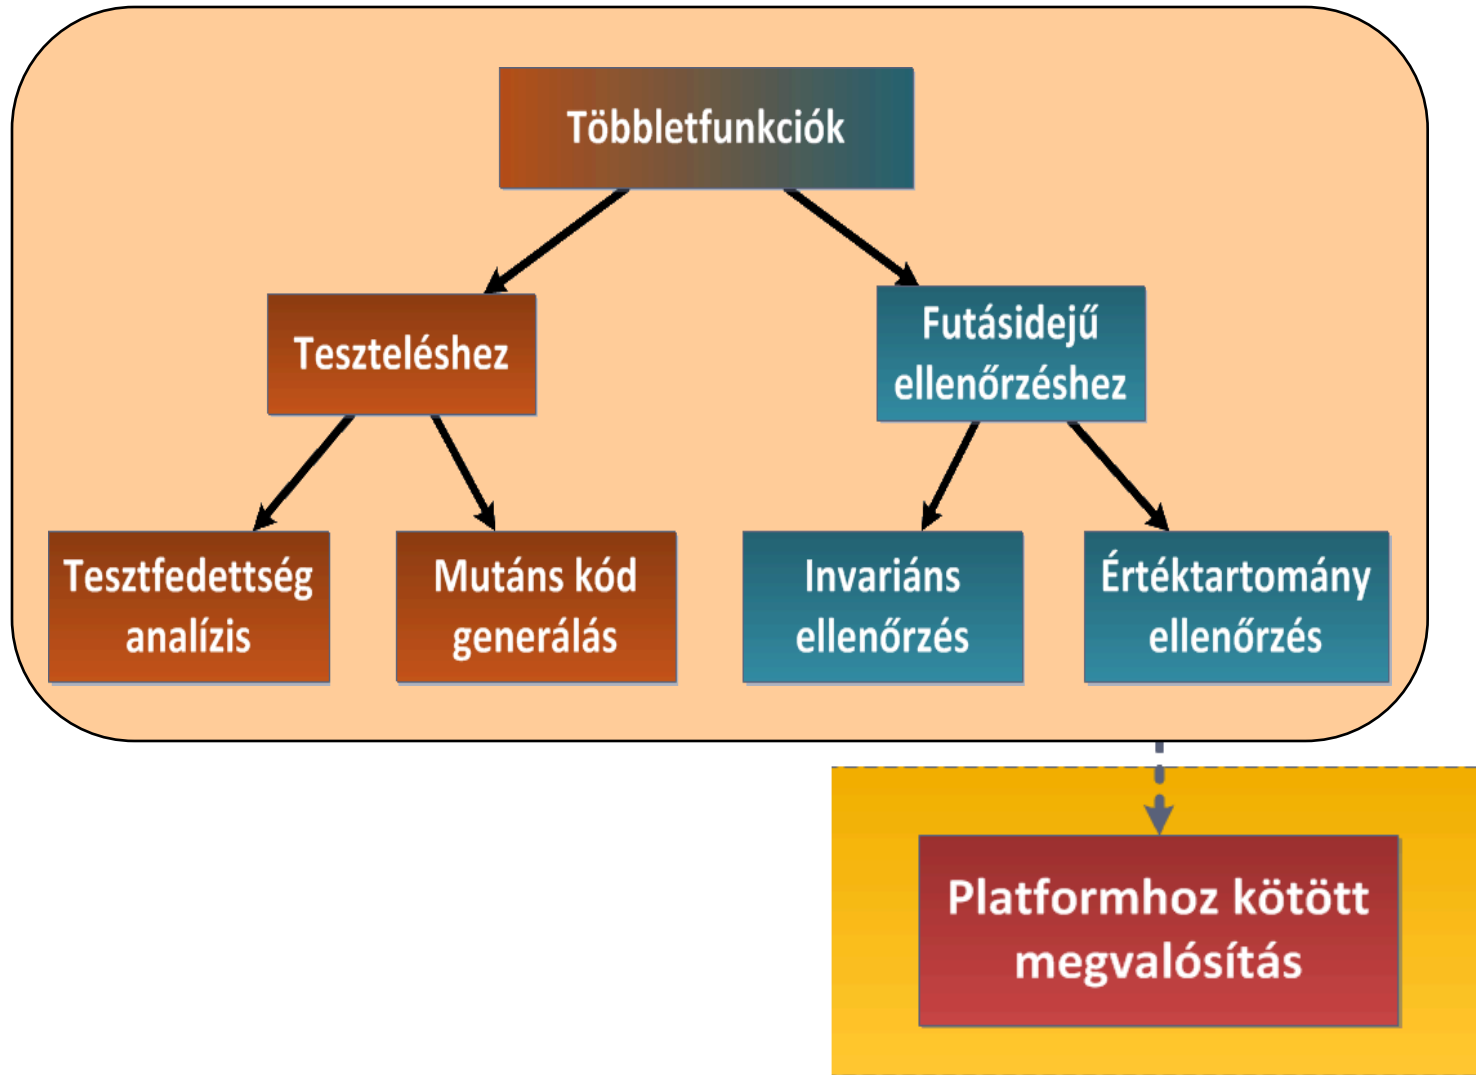 Többletfunkciók
Teszteléshez
Futásidejű
ellenőrzéshez
Tesztfedettség
analízis
Mutáns kód
generálás
Invariáns
ellenőrzés
Értéktartomány
ellenőrzés
Platformhoz kötött
megvalósítás